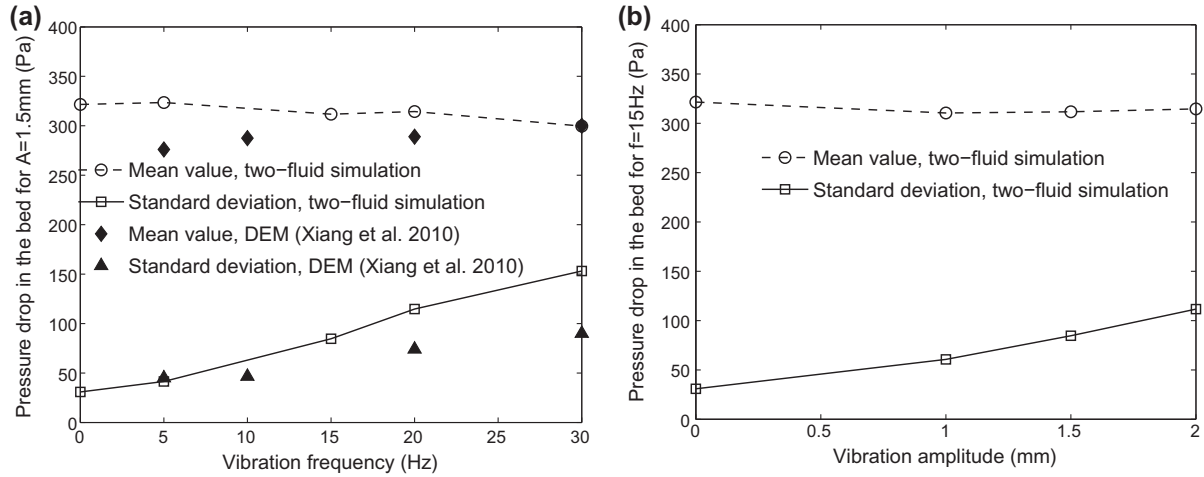 (a)
Pressure drop in the bed for A=1.5mm (Pa)
400
350
300
250
200
150
100
50
0
Mean value, two−fluid simulation
Standard deviation, two−fluid simulation
Mean value, DEM (Xiang et al. 2010)
Standard deviation, DEM (Xiang et al. 2010)
0 5 10 15 20 25 30
Vibration frequency (Hz)
(b)
Pressure drop in the bed for f=15Hz (Pa)
400
350
300
250
200
150
100
50
0
Mean value, two−fluid simulation
Standard deviation, two−fluid simulation
0 0.5 1 1.5 2
Vibration amplitude (mm)